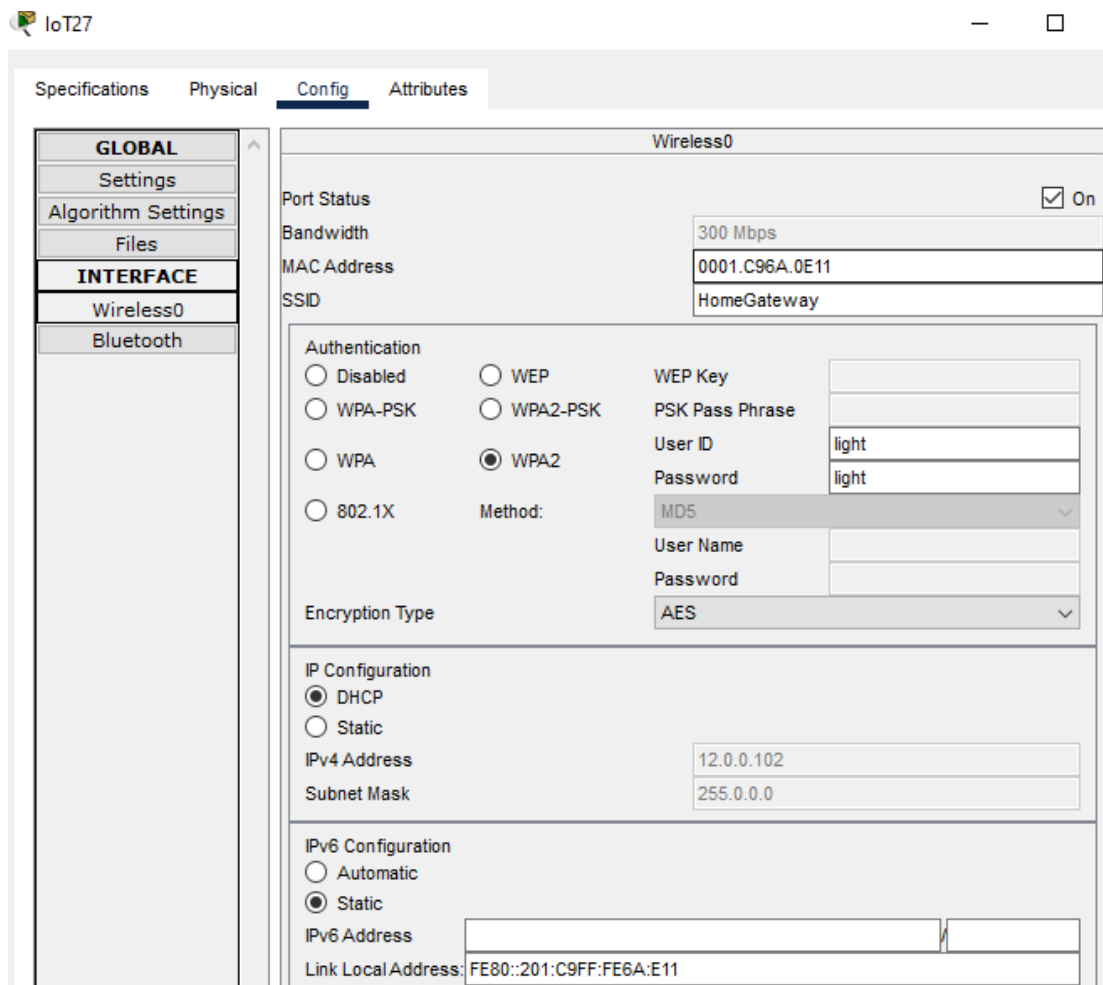 IoT27
Specifications Physical Config Attributes
GLOBAL
Settings
Algorithm Settings
Files
INTERFACE
Wireless0
Bluetooth
Wireless0
Port Status On
Bandwidth 300 Mbps
MAC Address 0001.C96A.0E11
SSID HomeGateway
Authentication
Disabled WEP WEP Key
WPA-PSK WPA2-PSK PSK Pass Phrase
User ID light
WPA WPA2
Password light
802.1X Method: MD5
User Name
Password
Encryption Type AES
IP Configuration
DHCP
Static
IPv4 Address 12.0.0.102
Subnet Mask 255.0.0.0
IPv6 Configuration
Automatic
Static
IPv6 Address /
Link Local Address: FE80::201:C9FF:FE6A:E11